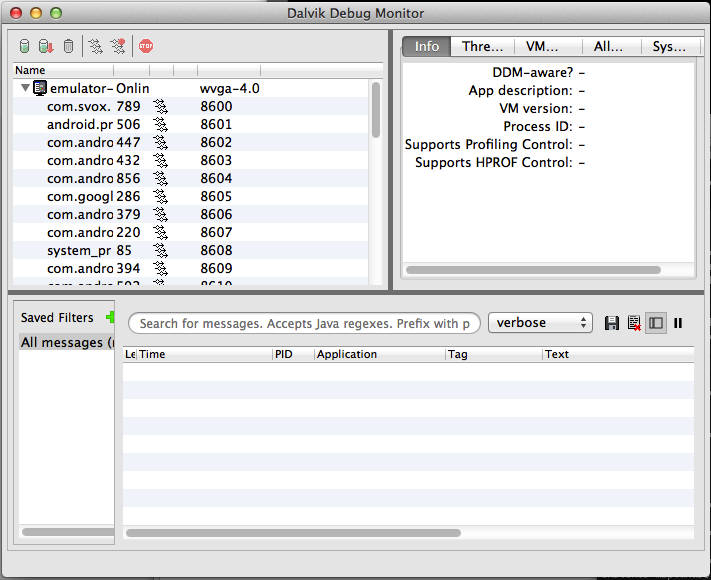 Dalvik Debug Monitor
STOP
Name
emulator- Onlin wvga-4.0
com.svox. 789 8600
android.pr 506 8601
com.andro 447 8602
com.andro 432 8603
com.andro 856 8604
com.googl 286 8605
com.andro 379 8606
com.andro 220 8607
system_pr 85 8608
com.andro 394 8609
Info Thre... VM... All... Sys...
DDM-aware? –
App description: –
VM version: –
Process ID: –
Supports Profiling Control: –
Supports HPROF Control: –
Saved Filters
All messages (
Search for messages. Accepts Java regexes. Prefix with p
verbose
Le Time PID Application Tag Text